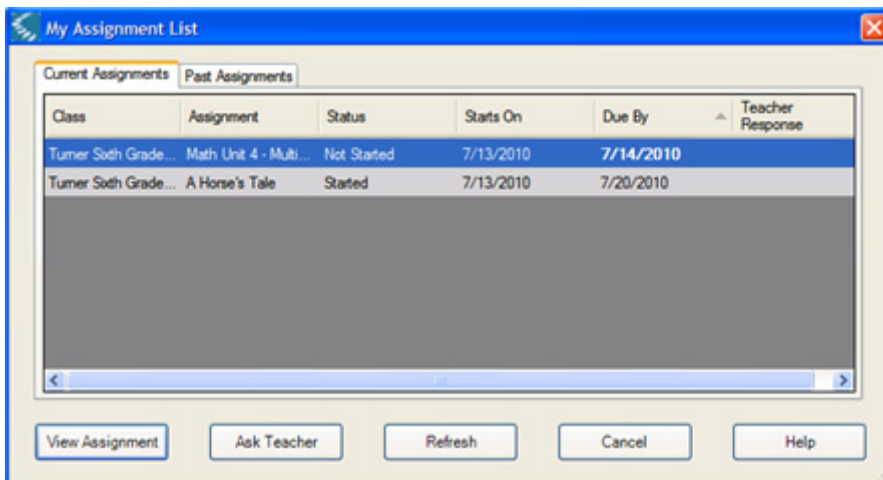 My Assignment List
Current Assignments Past Assignments
Class Assignment Status Starts On Due By Teacher Response
Turner Sixth Grade... Math Unit 4 - Multi... Not Started 7/13/2010 7/14/2010
Turner Sixth Grade... A Horse's Tale Started 7/13/2010 7/20/2010
View Assignment Ask Teacher Refresh Cancel Help